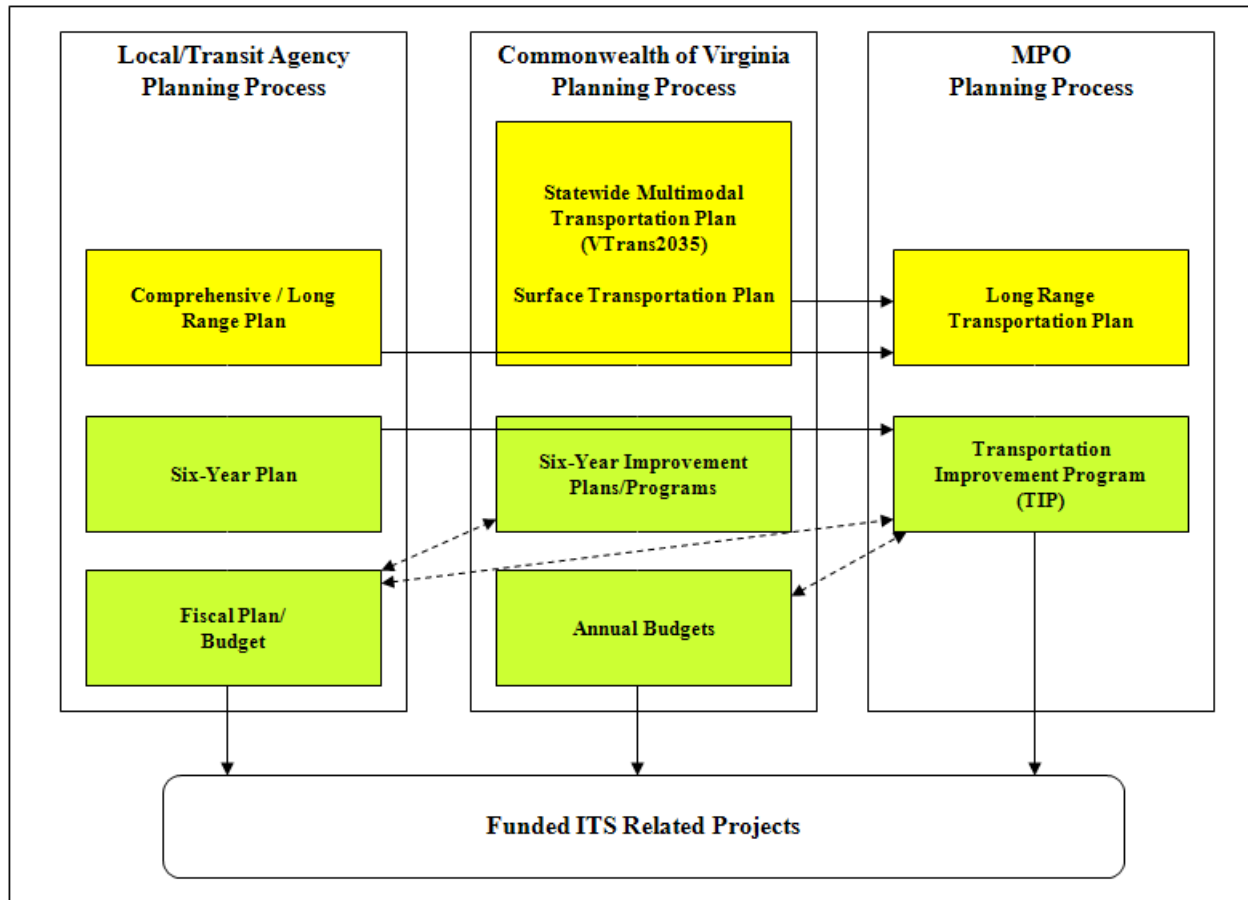 Local/Transit Agency
Planning Process
Commonwealth of Virginia
Planning Process
MPO
Planning Process
Statewide Multimodal
Transportation Plan
(VTrans2035)
Surface Transportation Plan
Comprehensive / Long
Range Plan
Long Range
Transportation Plan
Six-Year Plan
Six-Year Improvement
Plans/Programs
Transportation
Improvement Program
(TIP)
Fiscal Plan/
Budget
Annual Budgets
Funded ITS Related Projects